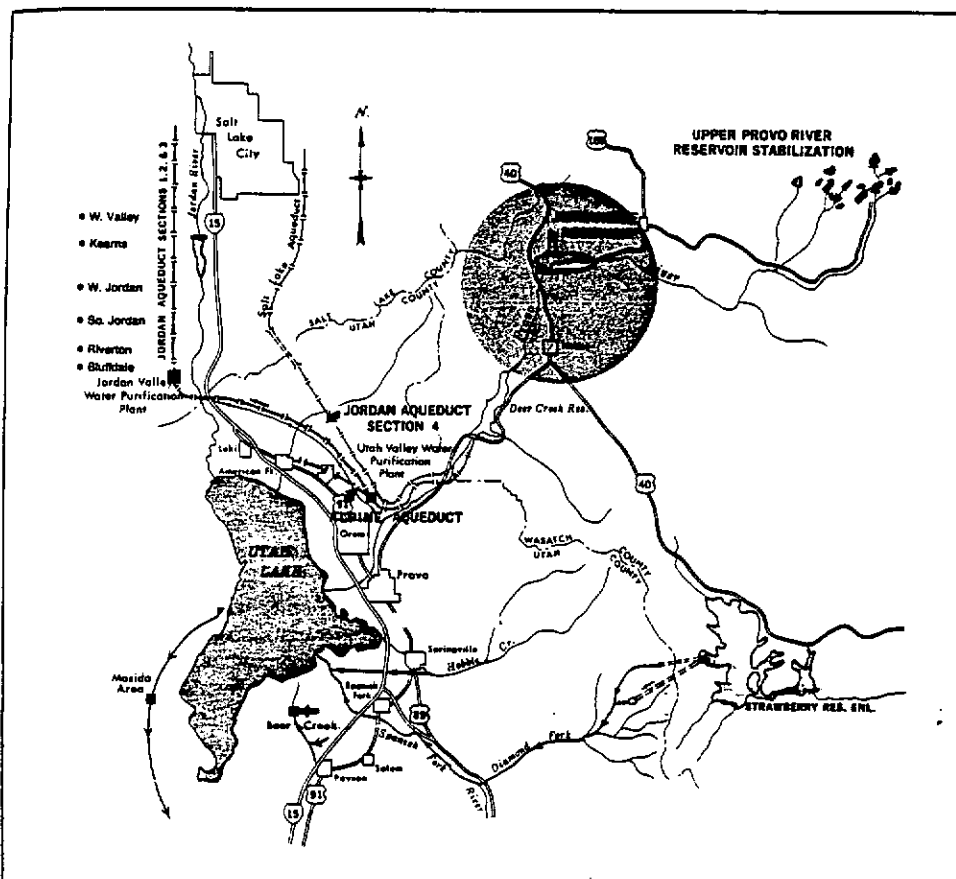 N.
Salt
Lake
City
Jordan River
15
JORDAN AQUEDUCT SECTIONS 1, 2, & 3
Salt Lake Aqueduct
W. Valley
Kearns
W. Jordan
So. Jordan
Riverton
Bluffdale
Jordan Valley
Water Purification
Plant
UPPER PROVO RIVER
RESERVOIR STABILIZATION
40
SALT LAKE COUNTY
UTAH COUNTY
Deer Creek Res.
JORDAN AQUEDUCT
SECTION 4
Utah Valley Water
Purification
Plant
Lehi
American Fk.
AQUEDUCT
Orem
UTAH
LAKE
Provo
WASATCH COUNTY
UTAH COUNTY
40
Springville
Hobble Cr.
Spanish
Fork
Mosida
Area
Beer Creek
89
Spanish Fork River
Diamond Fork
STRAWBERRY RES. ENL.
Salem
Payson
15
91